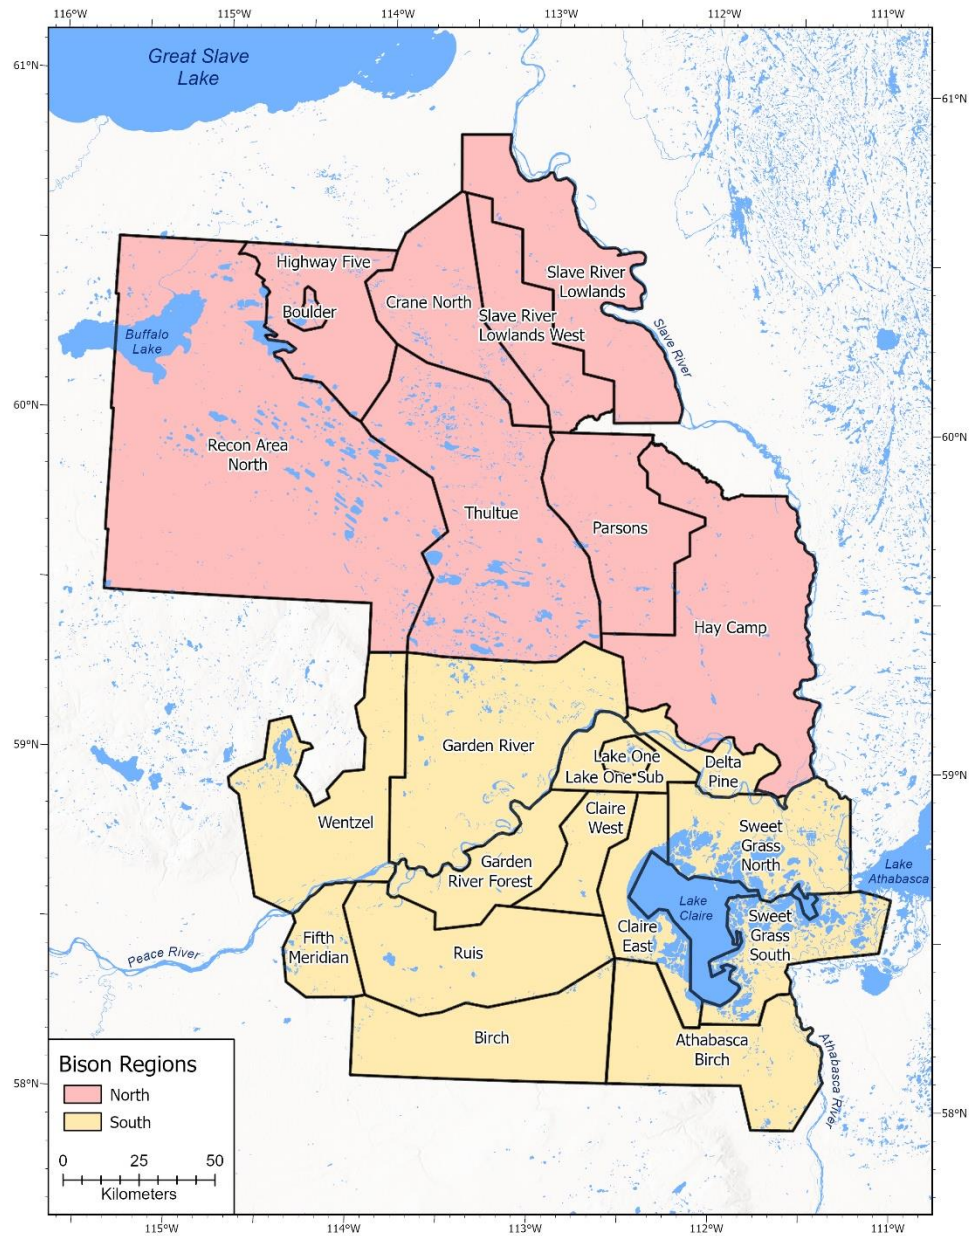 116°W 115°W 114°W 113°W 112°W 111°W
61°N
61°N
Great Slave
Lake
Highway Five
Boulder
Crane North
Slave River
Lowlands
Slave River
Lowlands West
Buffalo
Lake
Slave River
60°N
60°N
Recon Area
North
Thultue
Parsons
Hay Camp
59°N
59°N
Garden River
Lake One
Lake One Sub
Delta
Pine
Wentzel
Claire
West
Sweet
Grass
North
Garden
River Forest
Lake
Athabasca
Lake
Claire
Claire
East
Sweet
Grass
South
Fifth
Meridian
Ruis
Peace River
Birch
Athabasca
Birch
Athabasca River
58°N
58°N
Bison Regions
North
South
0 25 50
Kilometers
115°W 114°W 113°W 112°W 111°W